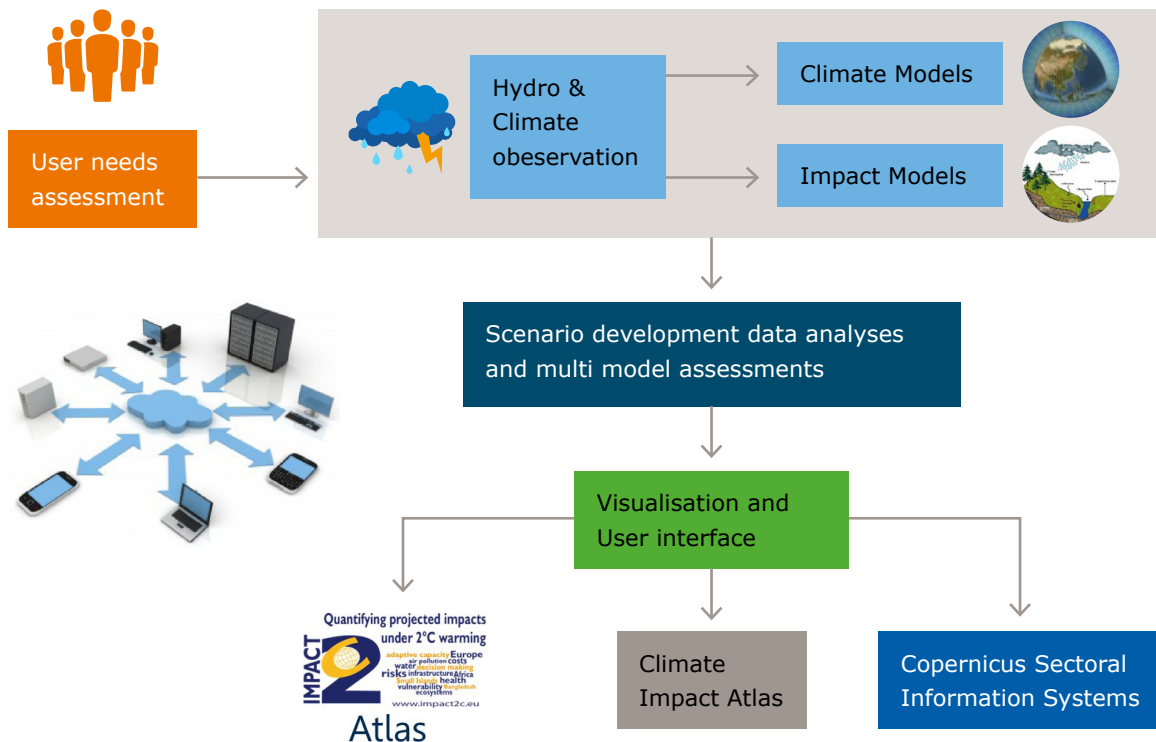 User needs
assessment
Hydro &
Climate
obeservation
Climate Models
Impact Models
Scenario development data analyses
and multi model assessments
Visualisation and
User interface
Quantifying projected impacts
under 2°C warming
IMPACT
2
adaptive capacity Europe
air pollution costs
water decision making
risks infrastructure Africa
Small Islands health
vulnerability Bangladesh
ecosystems
www.impact2c.eu
Atlas
Climate
Impact Atlas
Copernicus Sectoral
Information Systems